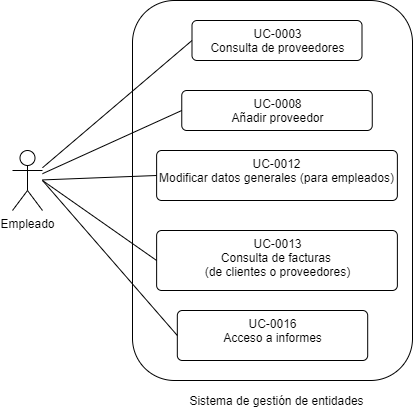 UC-0003
Consulta de proveedores
UC-0008
Añadir proveedor
UC-0012
Modificar datos generales (para empleados)
UC-0013
Consulta de facturas
(de clientes o proveedores)
UC-0016
Acceso a informes
Empleado
Sistema de gestión de entidades